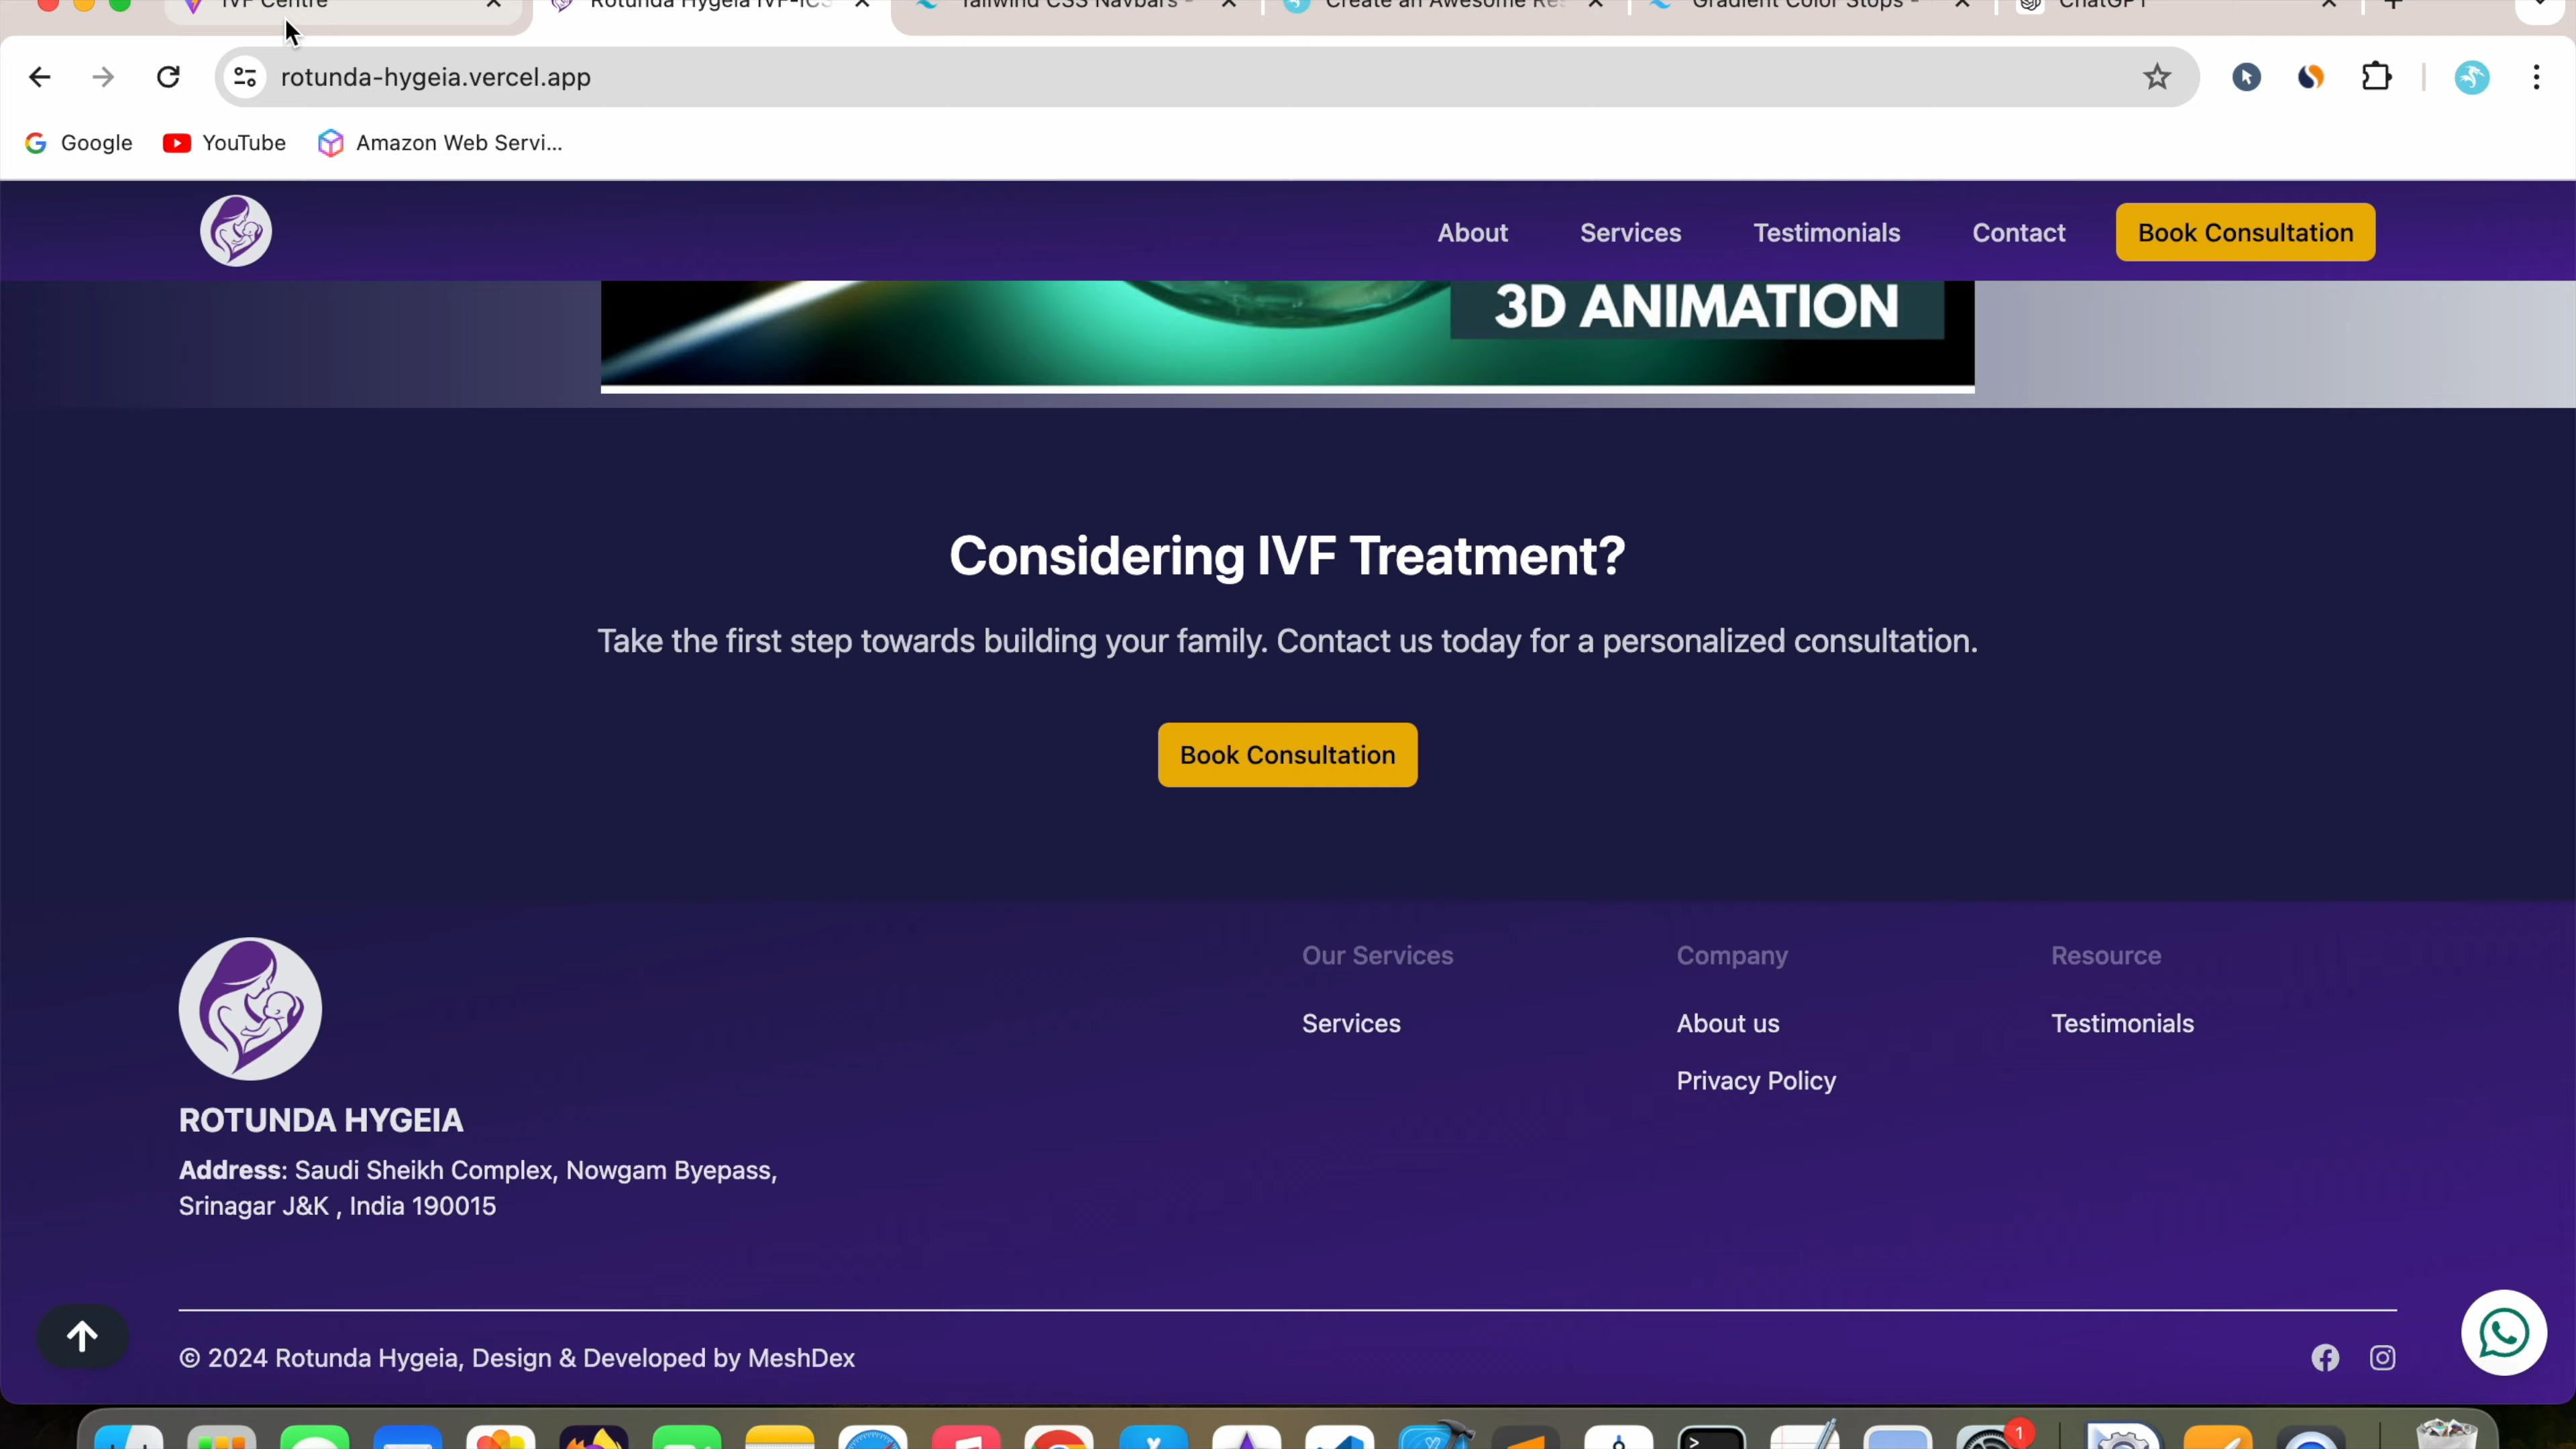 IVF Centre
Rotunda Hygeia IVF-ICS
Tailwind CSS Navbars -
Create an Awesome Res
Gradient Color Stops -
ChatGPT
rotunda-hygeia.vercel.app
Google
YouTube
Amazon Web Servi...
About
Services
Testimonials
Contact
Book Consultation
3D ANIMATION
Considering IVF Treatment?
Take the first step towards building your family. Contact us today for a personalized consultation.
Book Consultation
Our Services
Company
Resource
Services
About us
Testimonials
Privacy Policy
ROTUNDA HYGEIA
Address: Saudi Sheikh Complex, Nowgam Byepass,
Srinagar J&K , India 190015
© 2024 Rotunda Hygeia, Design & Developed by MeshDex
1